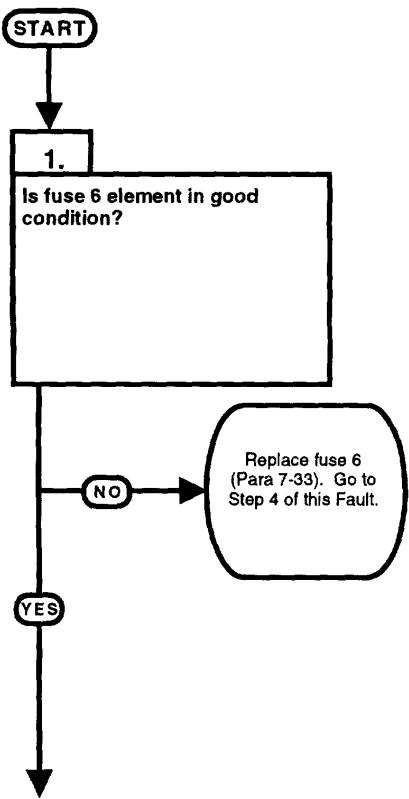 START
1.
Is fuse 6 element in good
condition?
NO
Replace fuse 6
(Para 7-33). Go to
Step 4 of this Fault.
YES